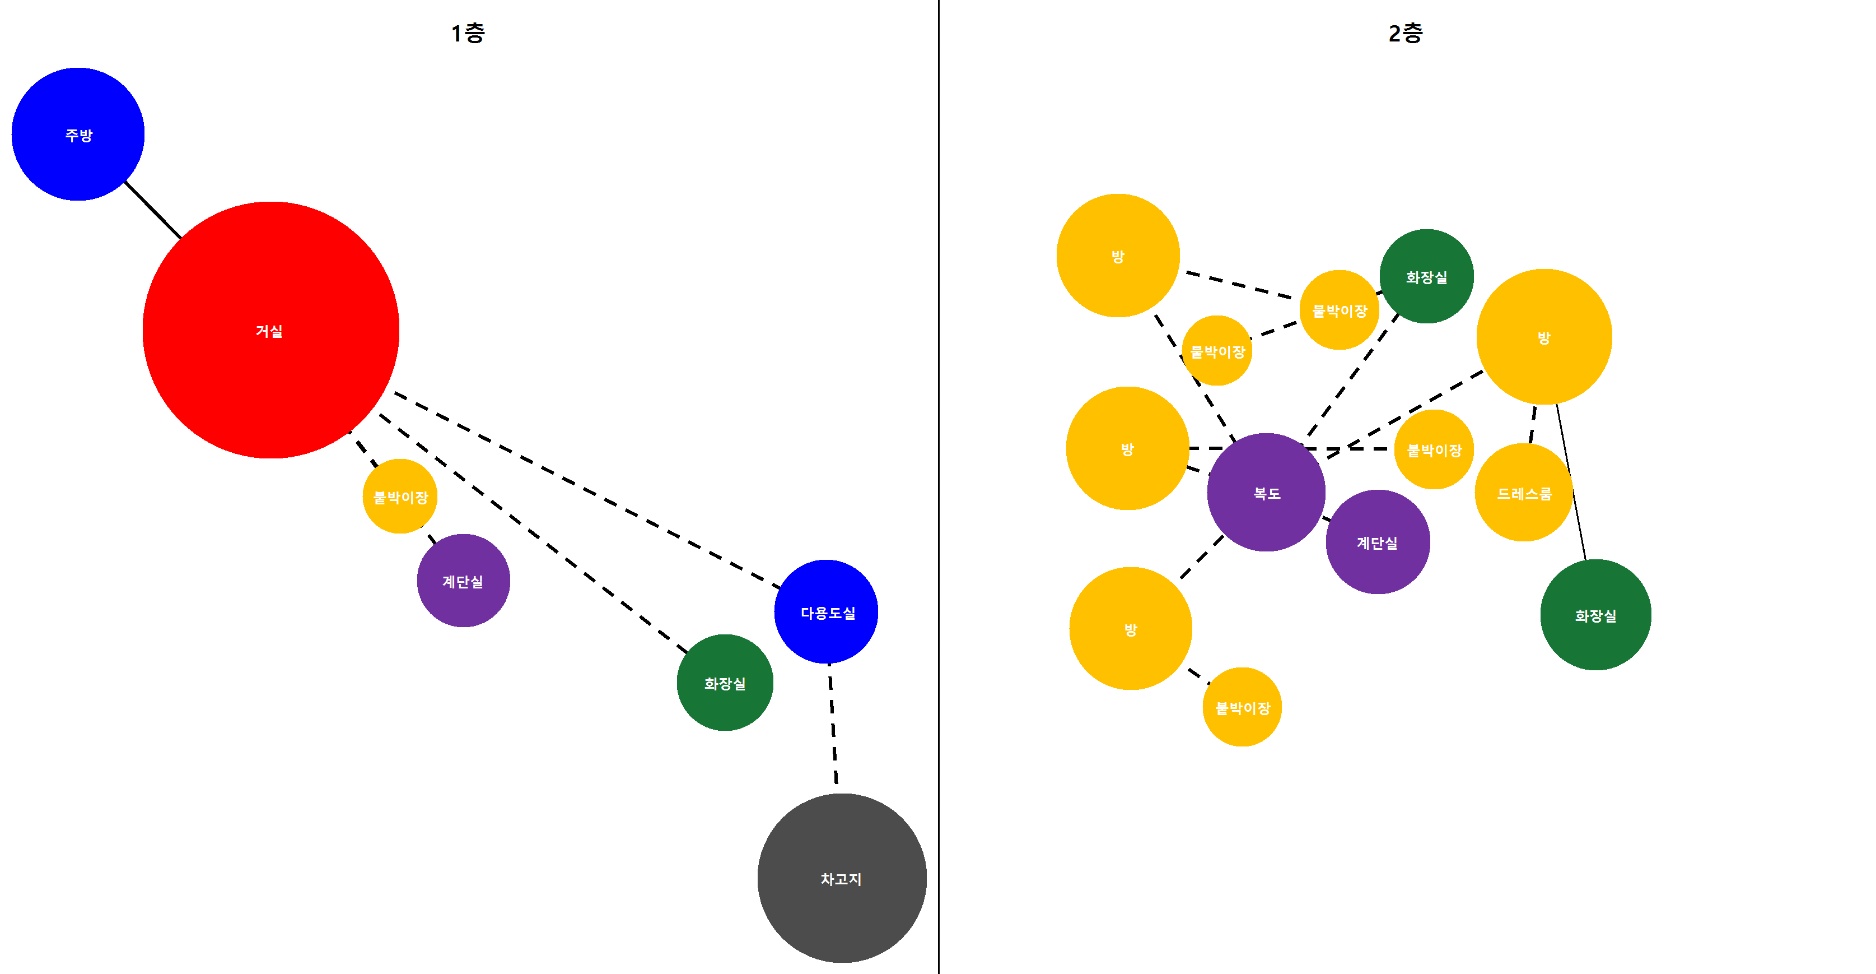 1층
주방
거실
붙박이장
계단실
다용도실
화장실
차고지
2층
방
화장실
붙박이장
방
붙박이장
방
붙박이장
드레스룸
복도
계단실
화장실
방
붙박이장